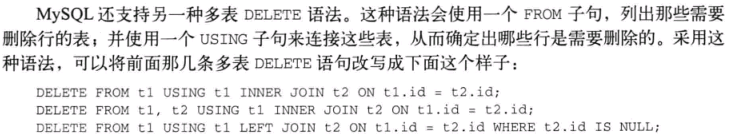 MySQL 还支持另一种多表 DELETE 语法。这种语法会使用一个 FROM 子句，列出那些需要
删除行的表；并使用一个 USING 子句来连接这些表，从而确定出哪些行是需要删除的。采用这
种语法，可以将前面那几条多表 DELETE 语句改写成下面这个样子：
DELETE FROM t1 USING t1 INNER JOIN t2 ON t1.id = t2.id;
DELETE FROM t1, t2 USING t1 INNER JOIN t2 ON t1.id = t2.id;
DELETE FROM t1 USING t1 LEFT JOIN t2 ON t1.id = t2.id WHERE t2.id IS NULL;